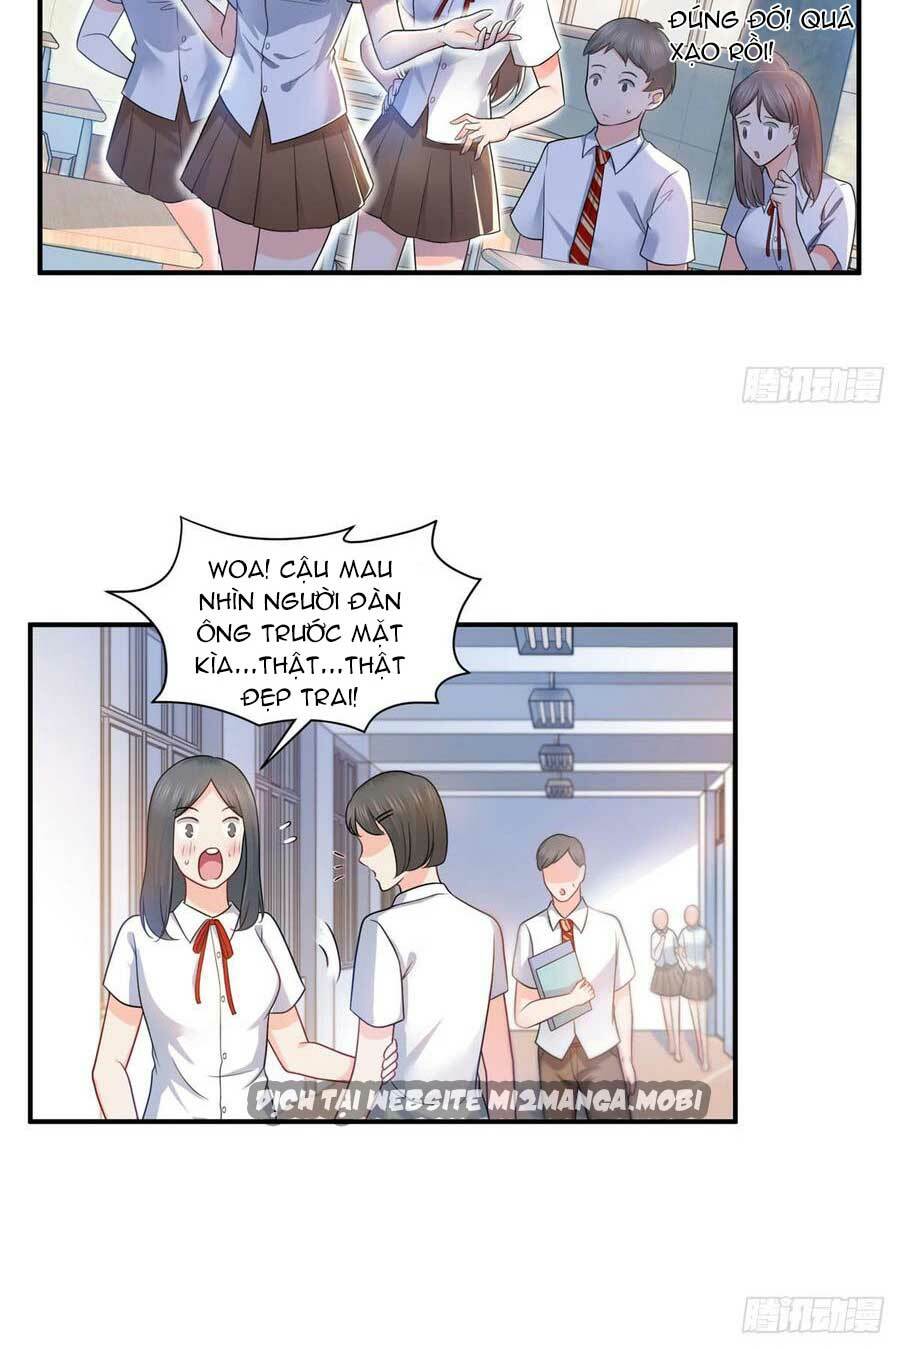 ĐÚNG ĐÓ! QUÁ
XẠO RỒI!
腾讯动漫
WOA! CẬU MAU
NHÌN NGƯỜI ĐÀN
ÔNG TRƯỚC MẶT
KÌA...THẬT...THẬT
ĐẸP TRAI!
DỊCH TẠI WEBSITE MI2MANGA.MOBI
腾讯动漫